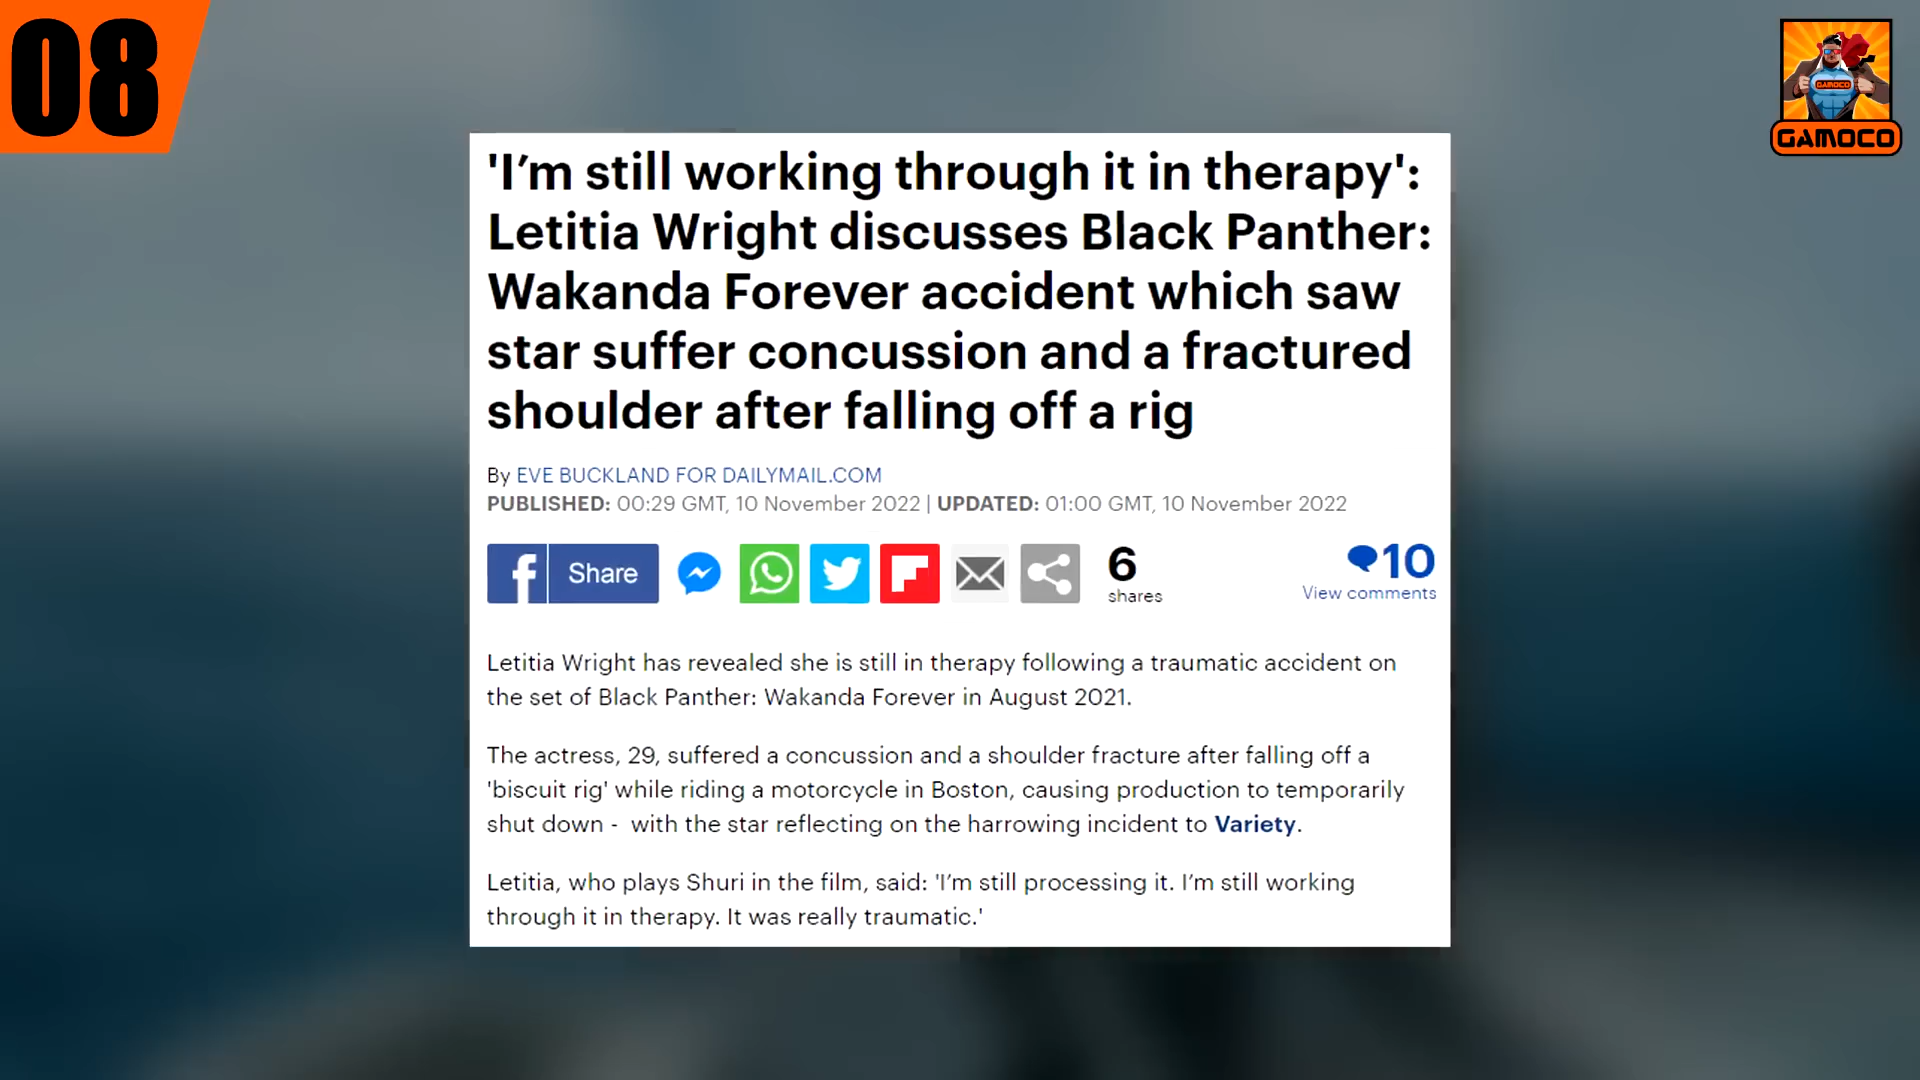 08
GAMOCO
GAMOCO
'I’m still working through it in therapy':
Letitia Wright discusses Black Panther:
Wakanda Forever accident which saw
star suffer concussion and a fractured
shoulder after falling off a rig
By EVE BUCKLAND FOR DAILYMAIL.COM
PUBLISHED: 00:29 GMT, 10 November 2022 | UPDATED: 01:00 GMT, 10 November 2022
f Share
6
shares
10
View comments
Letitia Wright has revealed she is still in therapy following a traumatic accident on
the set of Black Panther: Wakanda Forever in August 2021.
The actress, 29, suffered a concussion and a shoulder fracture after falling off a
'biscuit rig' while riding a motorcycle in Boston, causing production to temporarily
shut down -  with the star reflecting on the harrowing incident to Variety.
Letitia, who plays Shuri in the film, said: 'I’m still processing it. I’m still working
through it in therapy. It was really traumatic.'